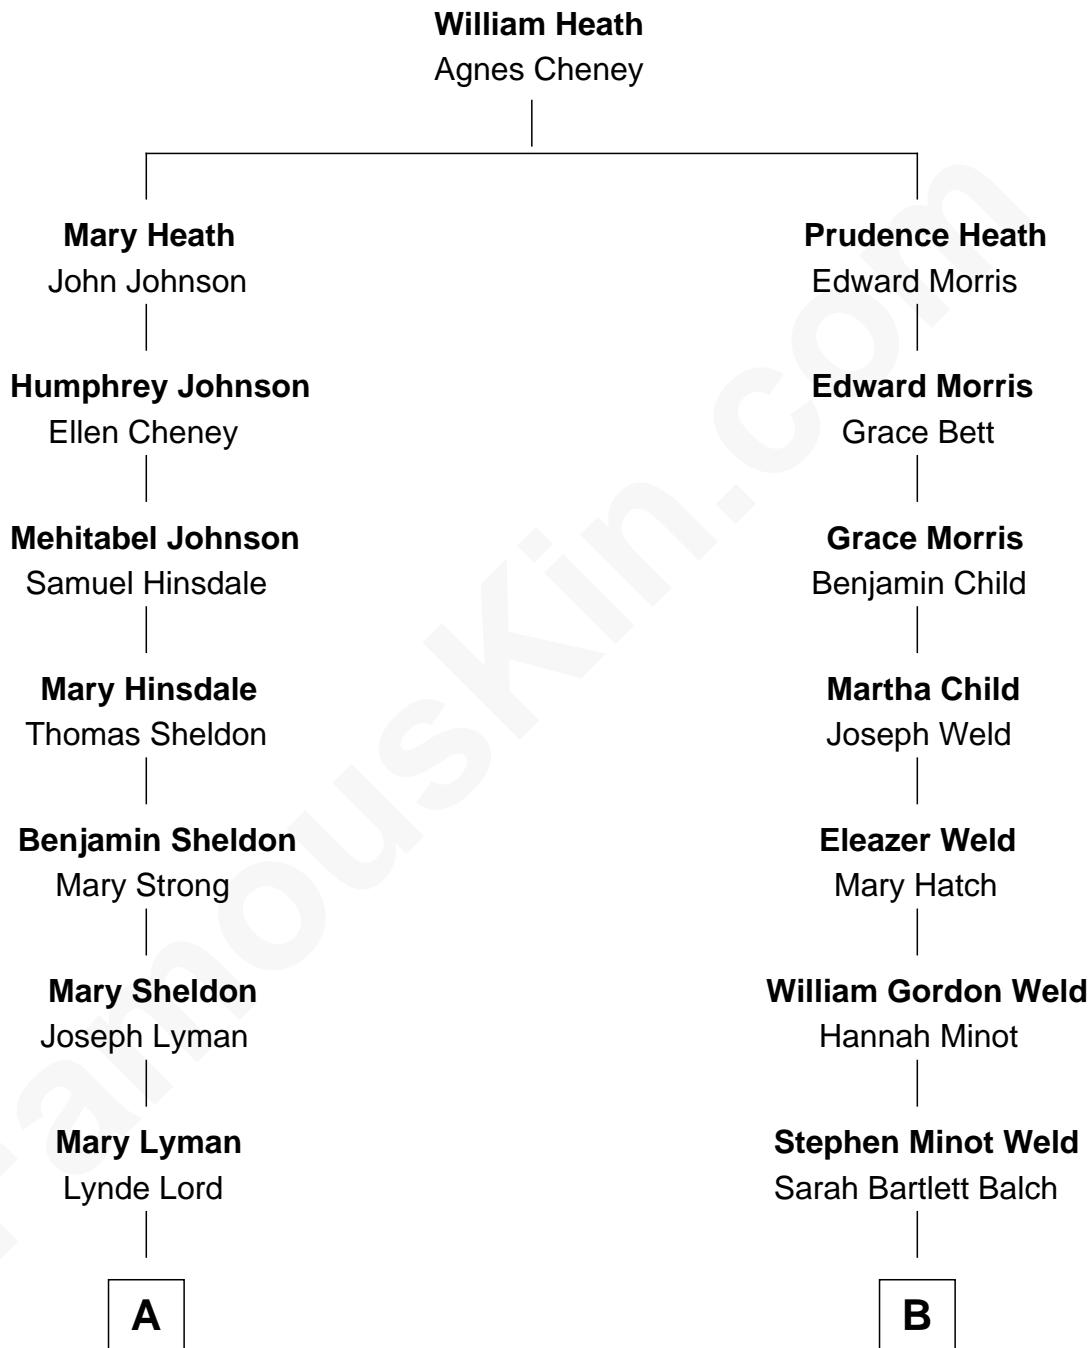 William Heath
Agnes Cheney
Mary Heath
John Johnson
Prudence Heath
Edward Morris
Humphrey Johnson
Ellen Cheney
Edward Morris
Grace Bett
Mehitabel Johnson
Samuel Hinsdale
Grace Morris
Benjamin Child
Mary Hinsdale
Thomas Sheldon
Martha Child
Joseph Weld
Benjamin Sheldon
Mary Strong
Eleazer Weld
Mary Hatch
Mary Sheldon
Joseph Lyman
William Gordon Weld
Hannah Minot
Mary Lyman
Lynde Lord
Stephen Minot Weld
Sarah Bartlett Balch
A
B
FamousKin.com